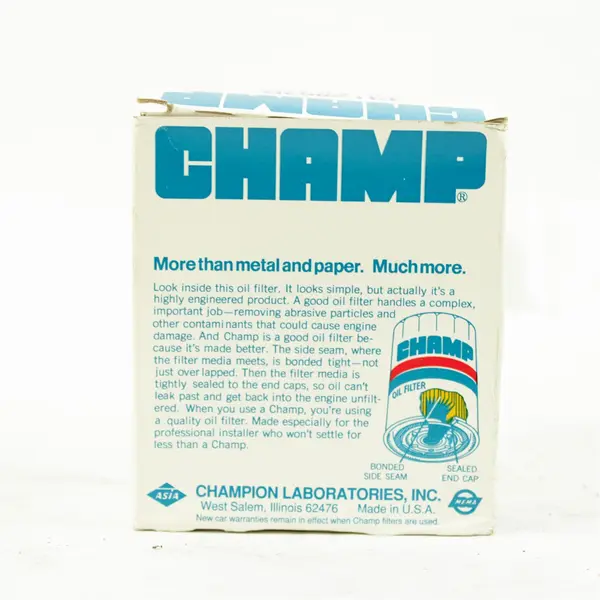 CHAMP
CHAMP®
More than metal and paper. Much more.
Look inside this oil filter. It looks simple, but actually it's a
highly engineered product. A good oil filter handles a complex,
important job—removing abrasive particles and
other contaminants that could cause engine
damage. And Champ is a good oil filter be-
cause it's made better. The side seam, where
the filter media meets, is bonded tight—not
just overlapped. Then the filter media is
tightly sealed to the end caps, so oil can't
leak past and get back into the engine unfilt-
ered. When you use a Champ, you're using
a quality oil filter. Made especially for the
professional installer who won't settle for
less than a Champ.
CHAMP
OIL FILTER
BONDED
SIDE SEAM
SEALED
END CAP
ASIA
CHAMPION LABORATORIES, INC.
West Salem, Illinois 62476 Made in U.S.A.
MEMA
New car warranties remain in effect when Champ filters are used.